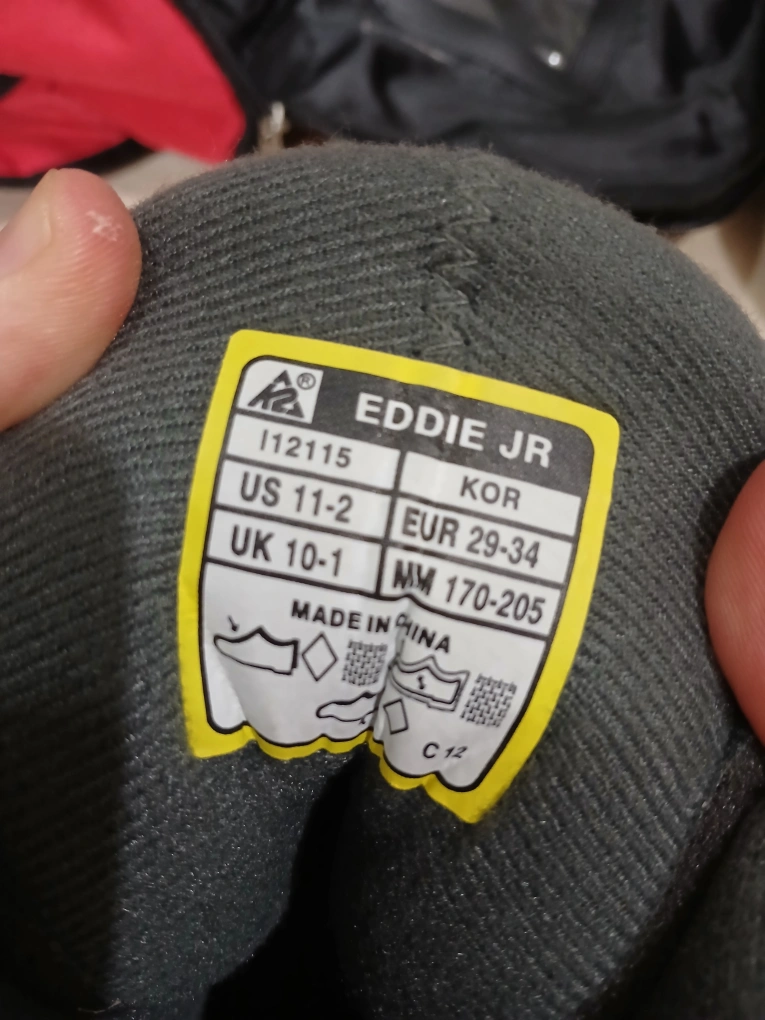 K2® EDDIE JR
I12115 KOR
US 11-2 EUR 29-34
UK 10-1 MM 170-205
MADE IN CHINA
C 12